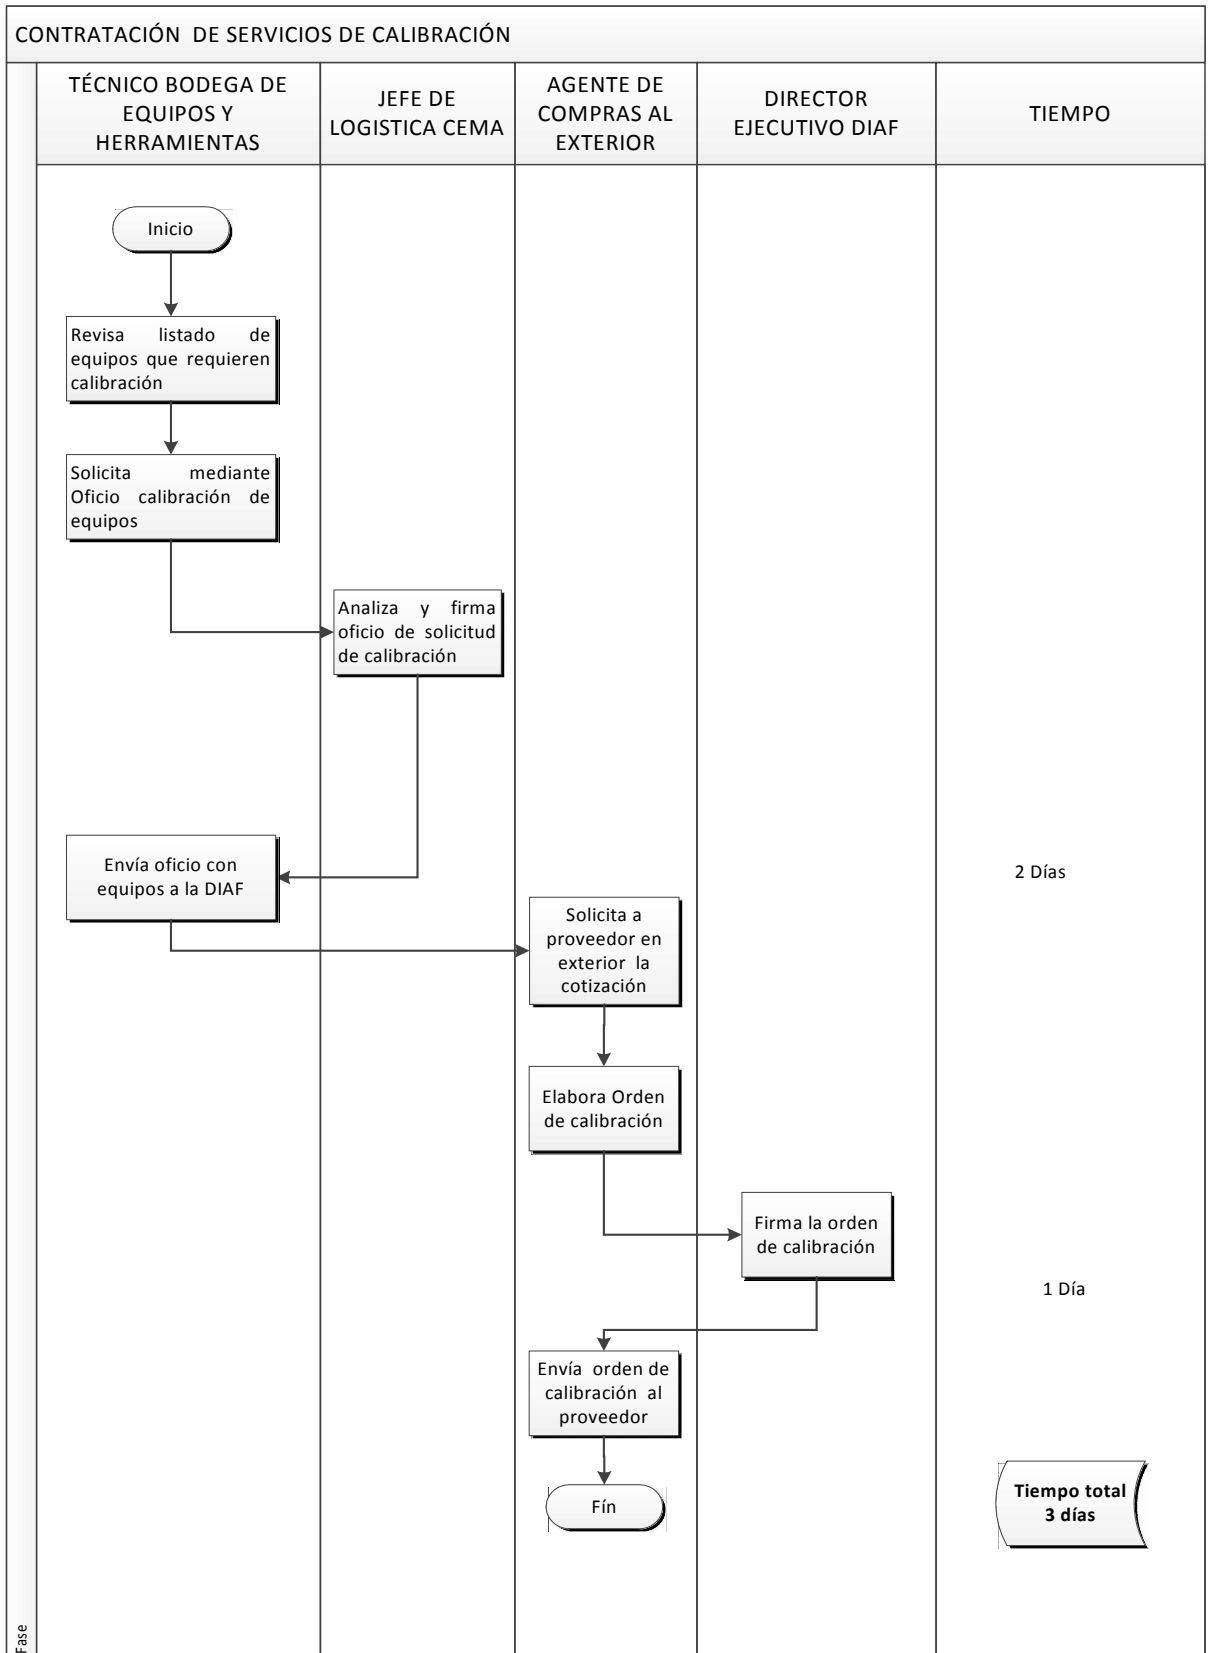 CONTRATACIÓN DE SERVICIOS DE CALIBRACIÓN
TÉCNICO BODEGA DE
EQUIPOS Y
HERRAMIENTAS
JEFE DE
LOGISTICA CEMA
AGENTE DE
COMPRAS AL
EXTERIOR
DIRECTOR
EJECUTIVO DIAF
TIEMPO
Inicio
Revisa listado de
equipos que requieren
calibración
Solicita mediante
Oficio calibración de
equipos
Analiza y firma
oficio de solicitud
de calibración
Envía oficio con
equipos a la DIAF
2 Días
Solicita a
proveedor en
exterior la
cotización
Elabora Orden
de calibración
Firma la orden
de calibración
1 Día
Envía orden de
calibración al
proveedor
Fín
Tiempo total
3 días
Fase